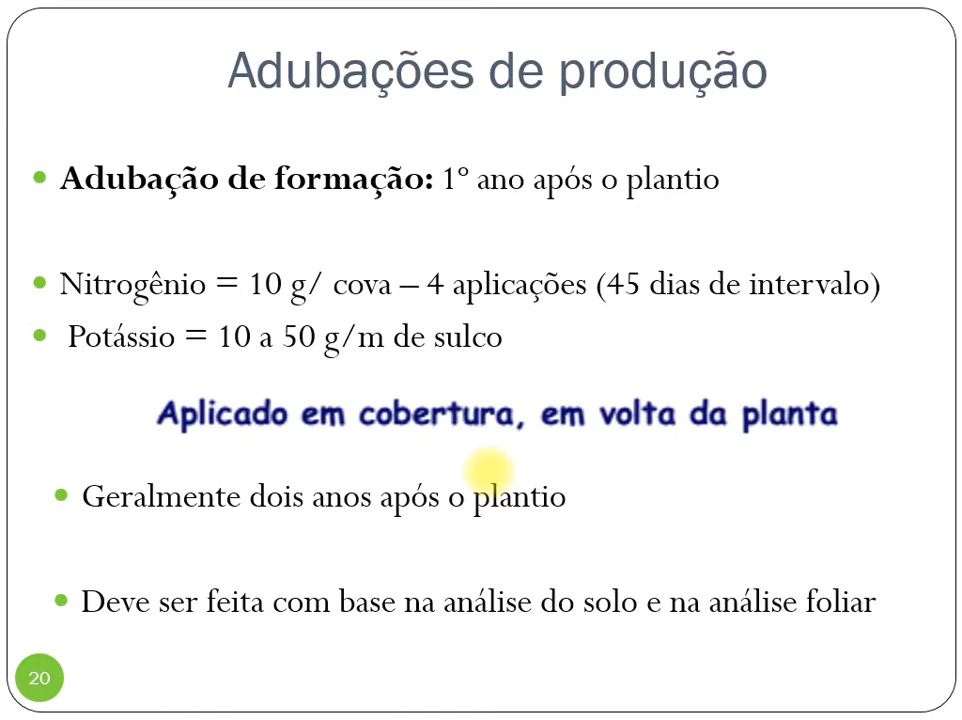 Adubações de produção
Adubação de formação: 1º ano após o plantio
Nitrogênio = 10 g/ cova – 4 aplicações (45 dias de intervalo)
Potássio = 10 a 50 g/m de sulco
Aplicado em cobertura, em volta da planta
Geralmente dois anos após o plantio
Deve ser feita com base na análise do solo e na análise foliar
20